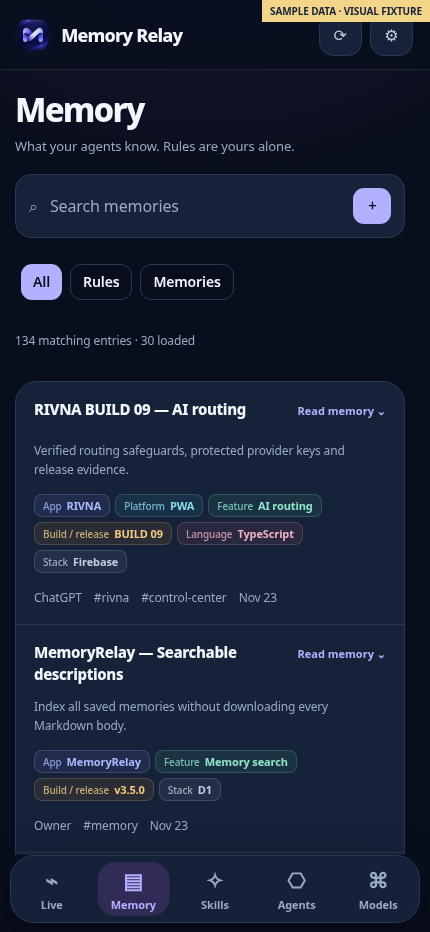 SAMPLE DATA · VISUAL FIXTURE
Memory Relay
Memory
What your agents know. Rules are yours alone.
Search memories
+
All Rules Memories
134 matching entries · 30 loaded
RIVNA BUILD 09 — AI routing
Read memory
Verified routing safeguards, protected provider keys and
release evidence.
App RIVNA Platform PWA Feature AI routing
Build / release BUILD 09 Language TypeScript
Stack Firebase
ChatGPT #rivna #control-center Nov 23
MemoryRelay — Searchable
descriptions
Read memory
Index all saved memories without downloading every
Markdown body.
App MemoryRelay Feature Memory search
Build / release v3.5.0 Stack D1
Owner #memory Nov 23
Live Memory Skills Agents Models